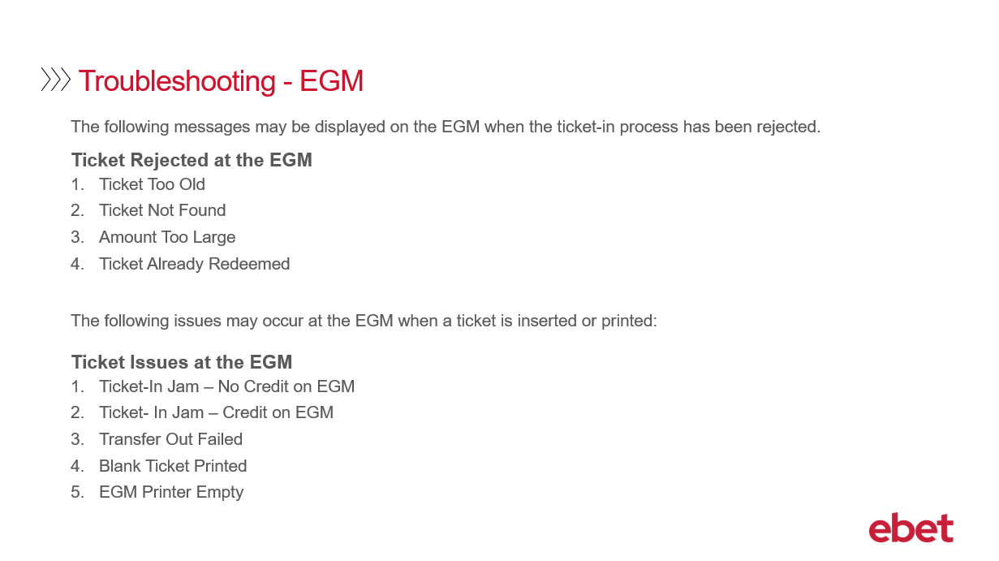 Troubleshooting - EGM
The following messages may be displayed on the EGM when the ticket-in process has been rejected.
Ticket Rejected at the EGM
1. Ticket Too Old
2. Ticket Not Found
3. Amount Too Large
4. Ticket Already Redeemed
The following issues may occur at the EGM when a ticket is inserted or printed:
Ticket Issues at the EGM
1. Ticket-In Jam – No Credit on EGM
2. Ticket- In Jam – Credit on EGM
3. Transfer Out Failed
4. Blank Ticket Printed
5. EGM Printer Empty
ebet